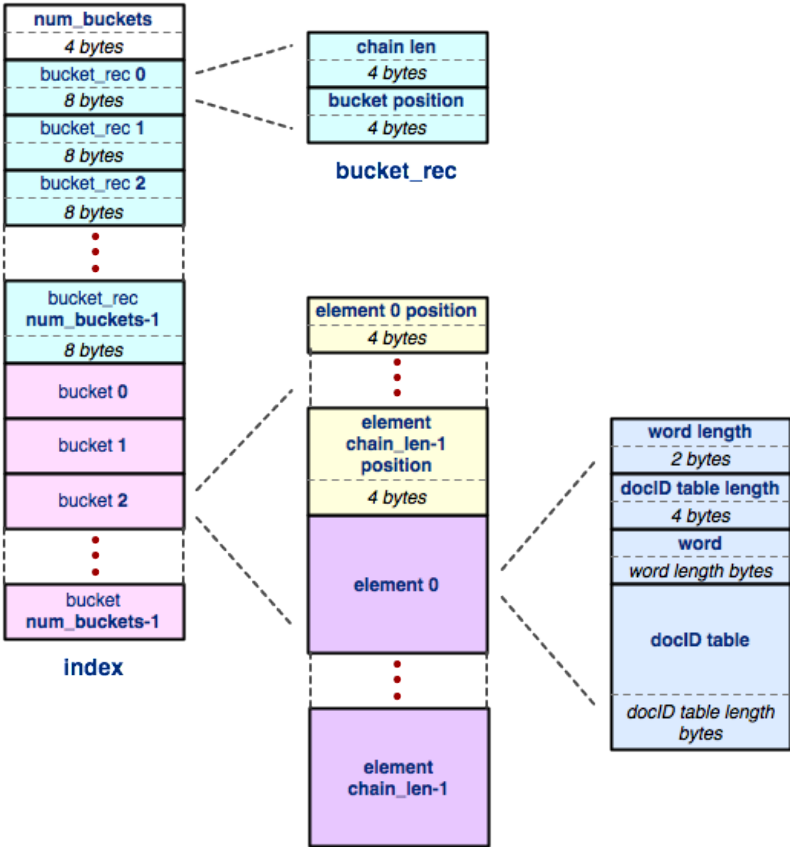 num_buckets
4 bytes
bucket_rec 0
8 bytes
bucket_rec 1
8 bytes
bucket_rec 2
8 bytes
bucket_rec
num_buckets-1
8 bytes
bucket 0
bucket 1
bucket 2
bucket
num_buckets-1
index
chain len
4 bytes
bucket position
4 bytes
bucket_rec
element 0 position
4 bytes
element
chain_len-1
position
4 bytes
element 0
element
chain_len-1
word length
2 bytes
docID table length
4 bytes
word
word length bytes
docID table
docID table length
bytes